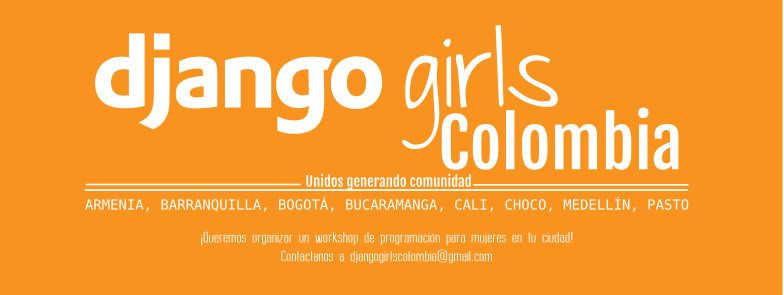 django girls
Colombia
Unidos generando comunidad
ARMENIA, BARRANQUILLA, BOGOTÁ, BUCARAMANGA, CALI, CHOCO, MEDELLÍN, PASTO
¡Queremos organizar un workshop de programación para mujeres en tu ciudad!
Contactanos a djangogirlscolombia@gmail.com